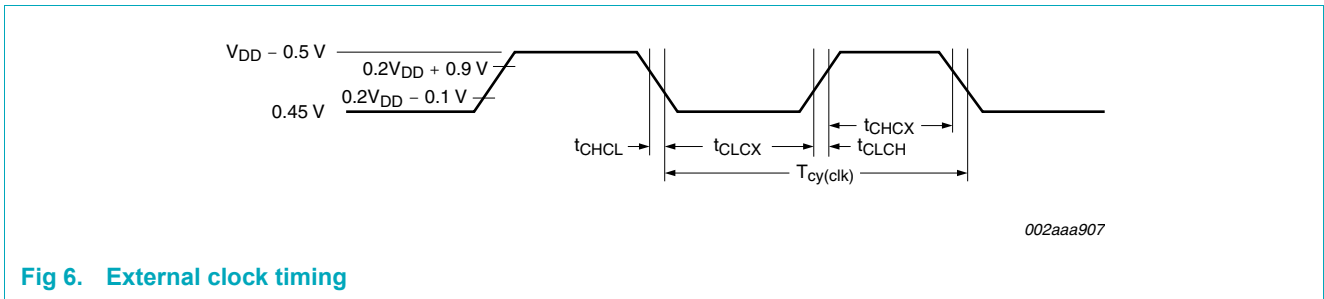 VDD − 0.5 V
0.2VDD + 0.9 V
0.2VDD − 0.1 V
0.45 V
tCHCX
tCHCL
tCLCX
tCLCH
Tcy(clk)
002aaa907
Fig 6. External clock timing